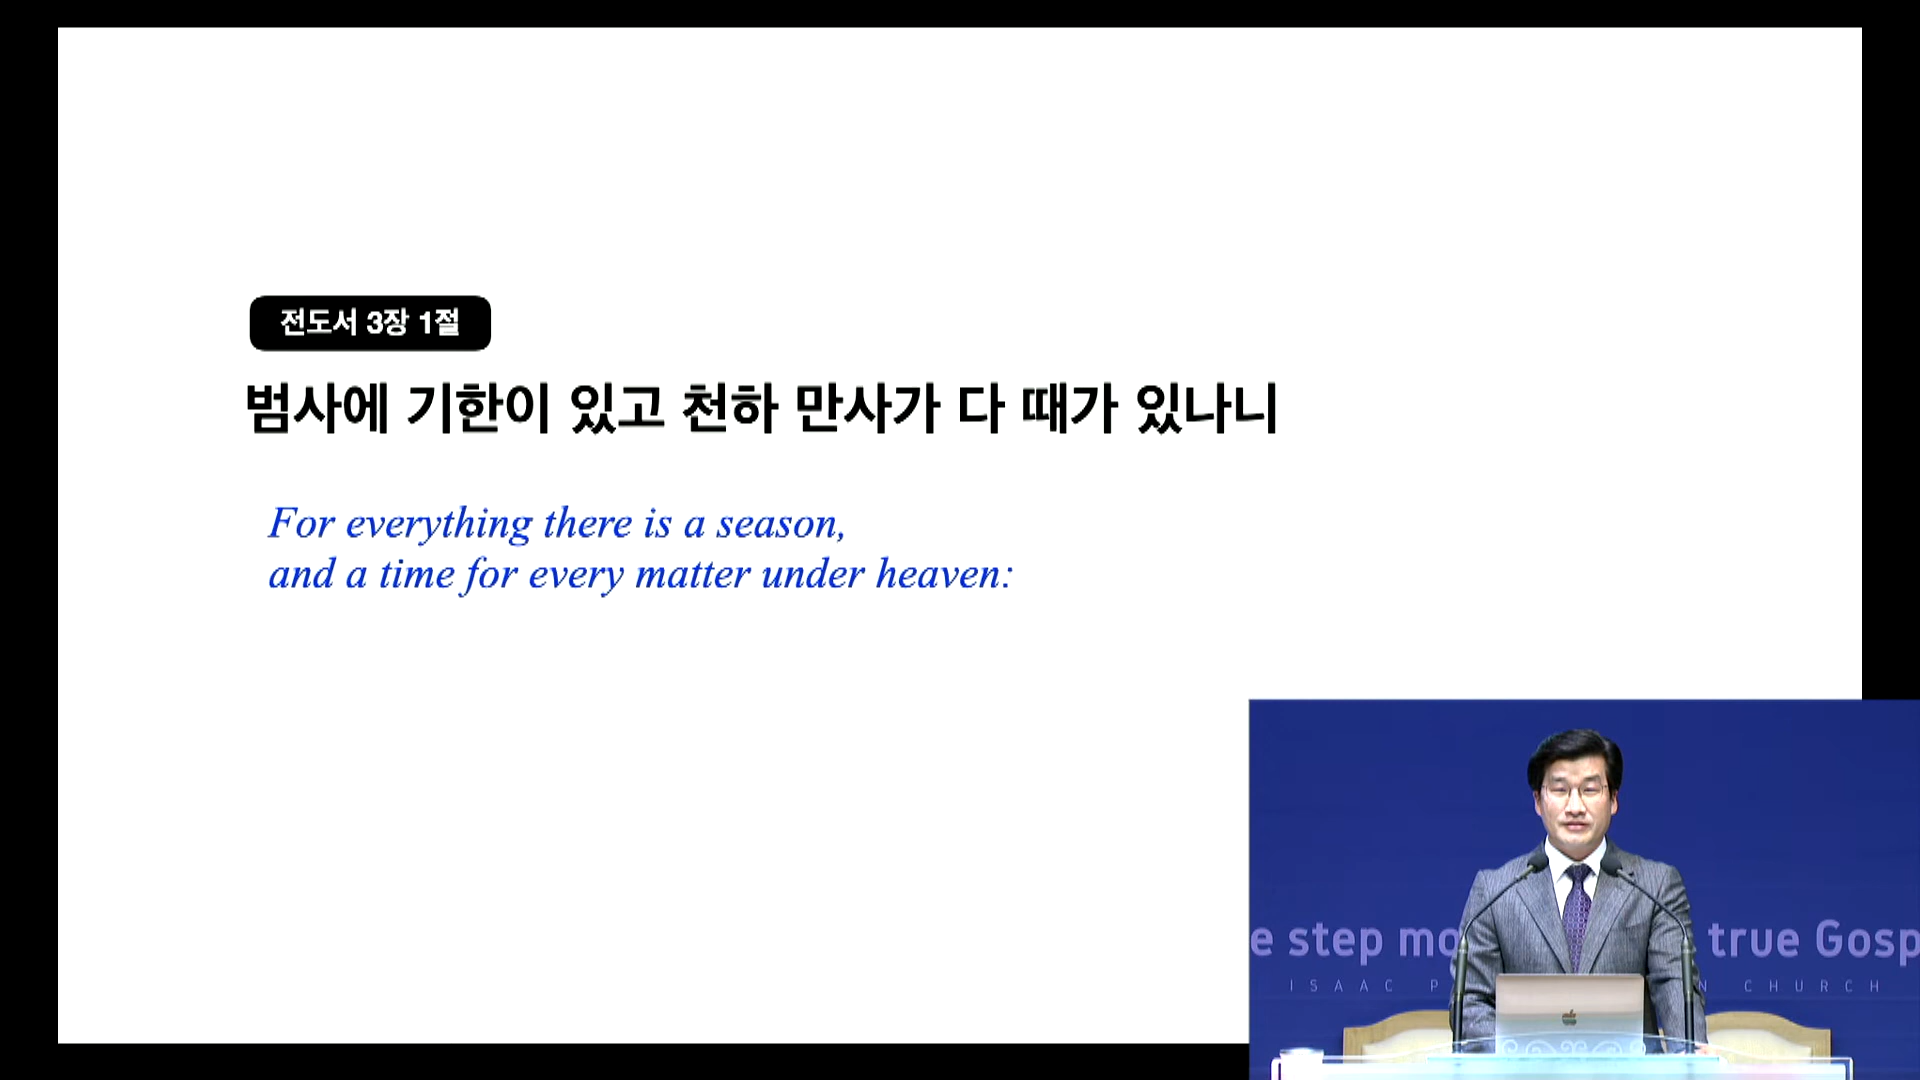 전도서 3장 1절
범사에 기한이 있고 천하 만사가 다 때가 있나니
For everything there is a season,
and a time for every matter under heaven:
e step mo true Gosp
ISAAC P N CHURCH